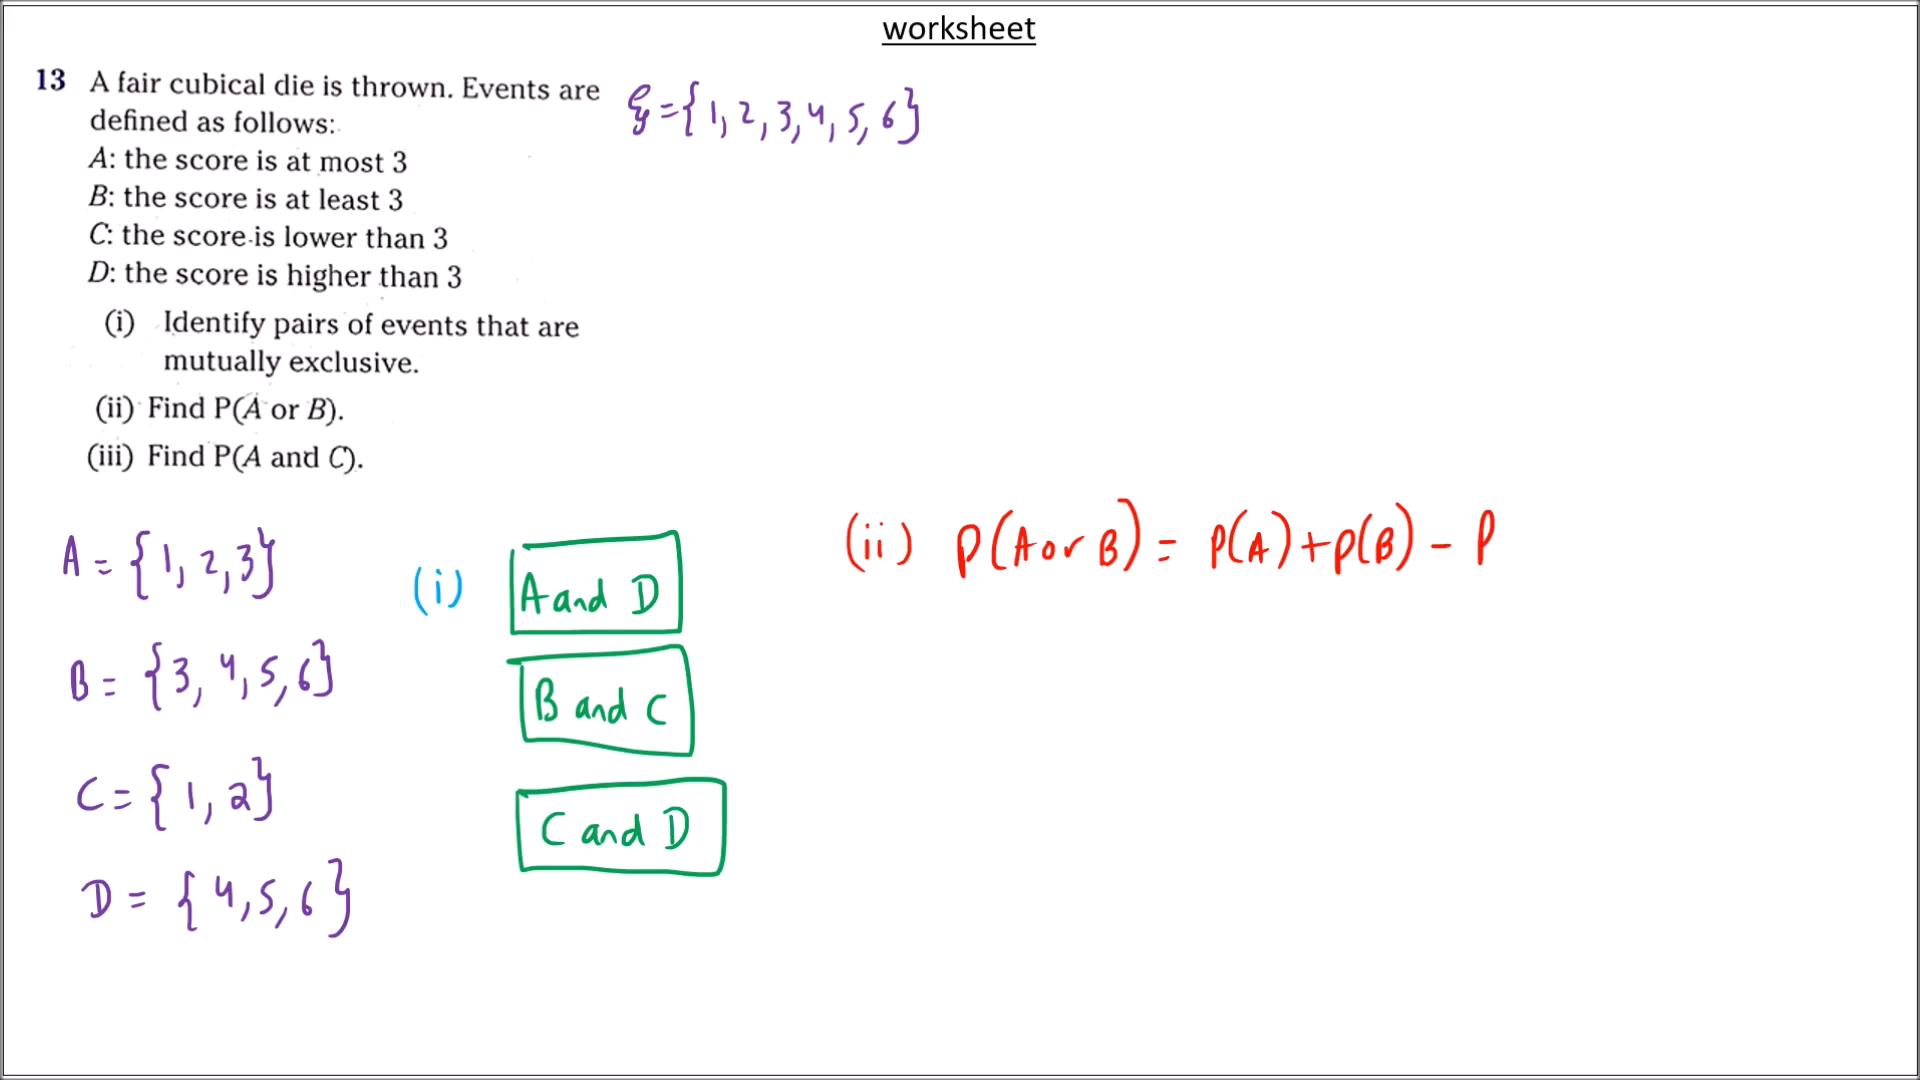 worksheet
13 A fair cubical die is thrown. Events are
defined as follows:
A: the score is at most 3
B: the score is at least 3
C: the score is lower than 3
D: the score is higher than 3
(i) Identify pairs of events that are
mutually exclusive.
(ii) Find P(A or B).
(iii) Find P(A and C).
ξ={1,2,3,4,5,6}
A = {1,2,3}
B = {3,4,5,6}
C = {1,2}
D = {4,5,6}
(i) A and D
B and C
C and D
(ii) P(A or B) = P(A)+P(B) - P